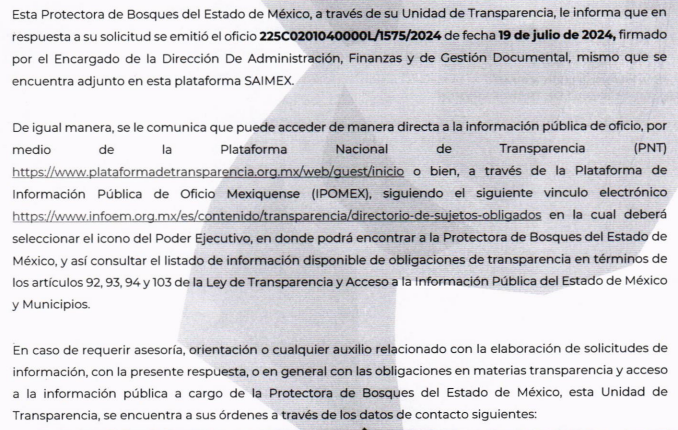 Esta Protectora de Bosques del Estado de México, a través de su Unidad de Transparencia, le informa que en
respuesta a su solicitud se emitió el oficio 225C0201040000L/1575/2024 de fecha 19 de julio de 2024, firmado
por el Encargado de la Dirección De Administración, Finanzas y de Gestión Documental, mismo que se
encuentra adjunto en esta plataforma SAIMEX.
De igual manera, se le comunica que puede acceder de manera directa a la información pública de oficio, por
medio de la Plataforma Nacional de Transparencia (PNT)
https://www.plataformadetransparencia.org.mx/web/guest/inicio o bien, a través de la Plataforma de
Información Pública de Oficio Mexiquense (IPOMEX), siguiendo el siguiente vinculo electrónico
https://www.infoem.org.mx/es/contenido/transparencia/directorio-de-sujetos-obligados en la cual deberá
seleccionar el icono del Poder Ejecutivo, en donde podrá encontrar a la Protectora de Bosques del Estado de
México, y así consultar el listado de información disponible de obligaciones de transparencia en términos de
los artículos 92, 93, 94 y 103 de la Ley de Transparencia y Acceso a la Información Pública del Estado de México
y Municipios.
En caso de requerir asesoría, orientación o cualquier auxilio relacionado con la elaboración de solicitudes de
información, con la presente respuesta, o en general con las obligaciones en materias transparencia y acceso
a la información pública a cargo de la Protectora de Bosques del Estado de México, esta Unidad de
Transparencia, se encuentra a sus órdenes a través de los datos de contacto siguientes: